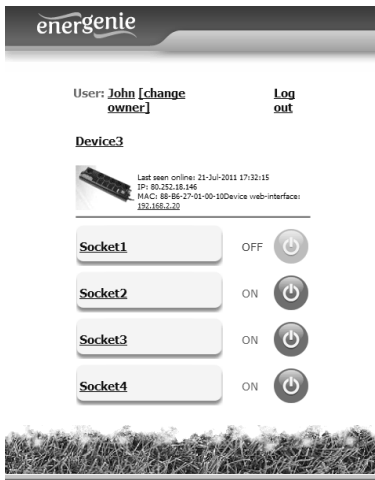 energenie
User: John [change owner]
Log out
Device3
Last seen online: 21-Jul-2011 17:32:15
IP: 80.252.18.146
MAC: 88-B6-27-01-00-10Device web-interface:
192.168.2.20
Socket1 OFF
Socket2 ON
Socket3 ON
Socket4 ON